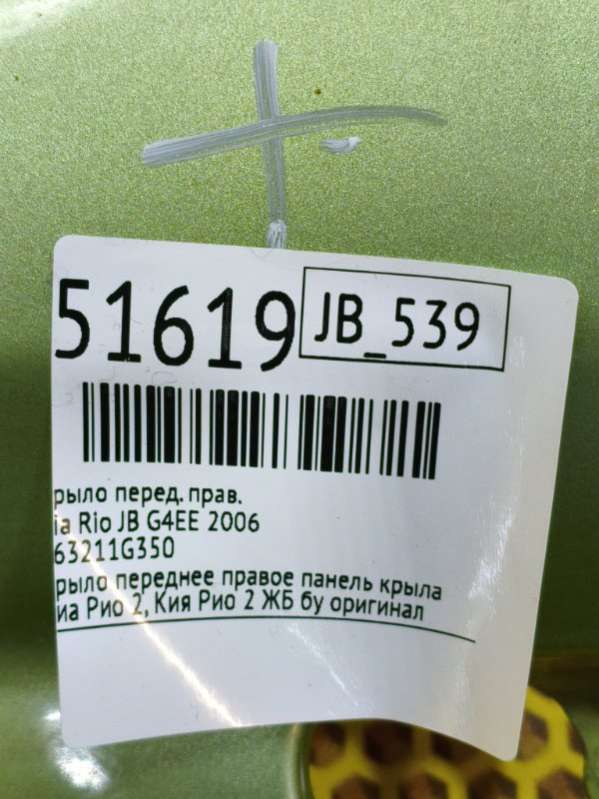 51619 JB_539
рыло перед. прав.
ia Rio JB G4EE 2006
63211G350
рыло переднее правое панель крыла
иа Рио 2, Кия Рио 2 ЖБ бу оригинал